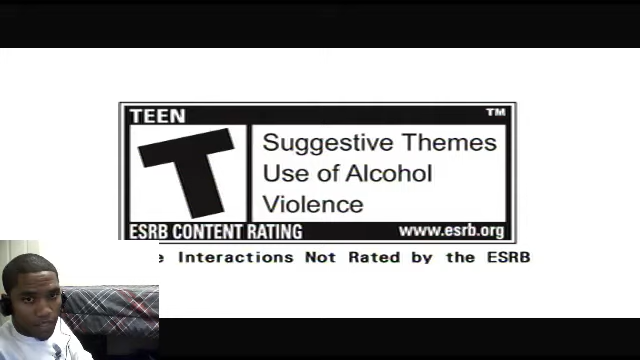 TEEN
TM
T
Suggestive Themes
Use of Alcohol
Violence
ESRB CONTENT RATING
www.esrb.org
e Interactions Not Rated by the ESRB